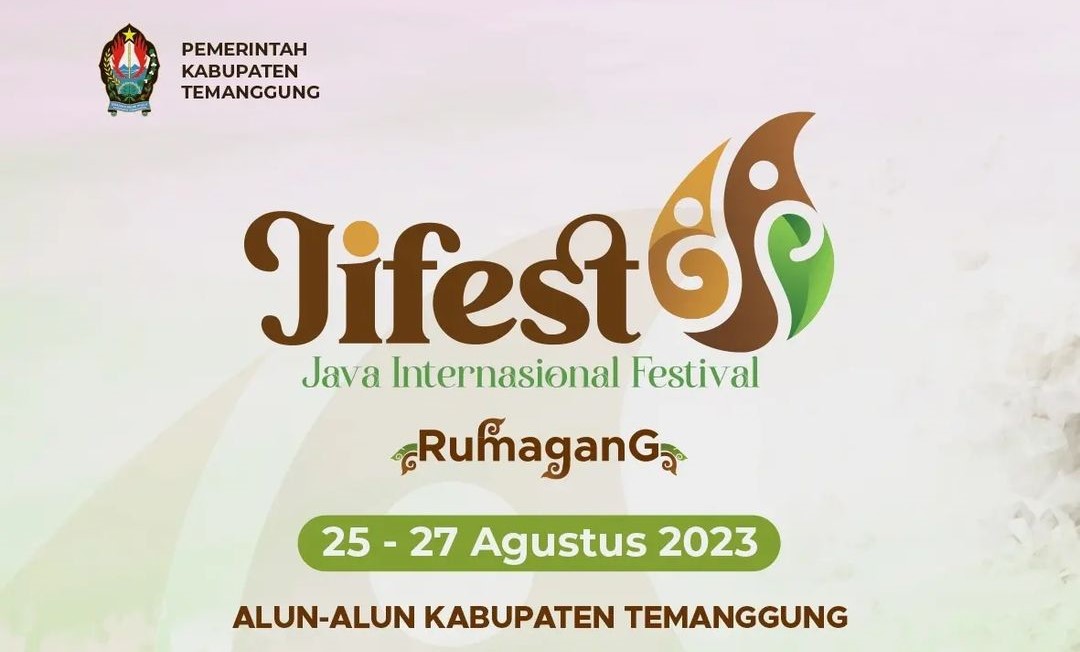 PEMERINTAH
KABUPATEN
TEMANGGUNG
Jifest
Java Internasional Festival
RumaganG
25 - 27 Agustus 2023
ALUN-ALUN KABUPATEN TEMANGGUNG